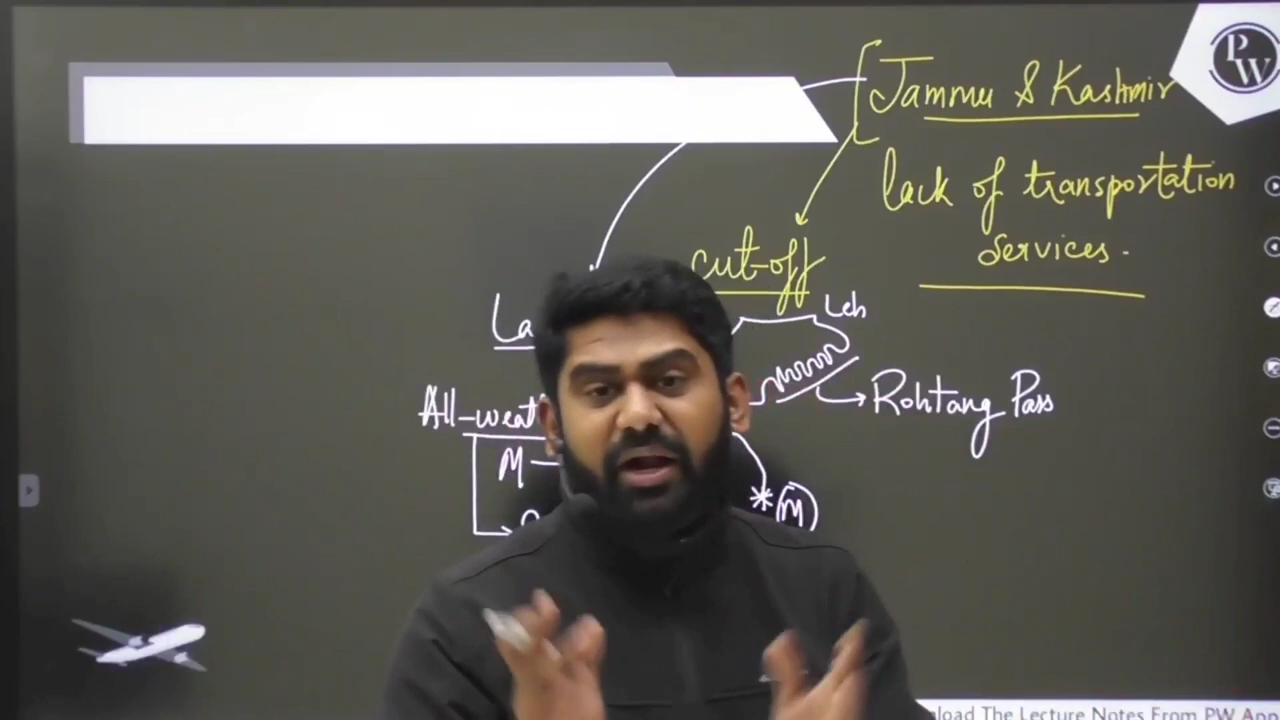 PW
Jammu & Kashmir
lack of transportation
services.
cut-off
La
Leh
All-weat
Rohtang Pass
M
M
load The Lecture Notes From PW App